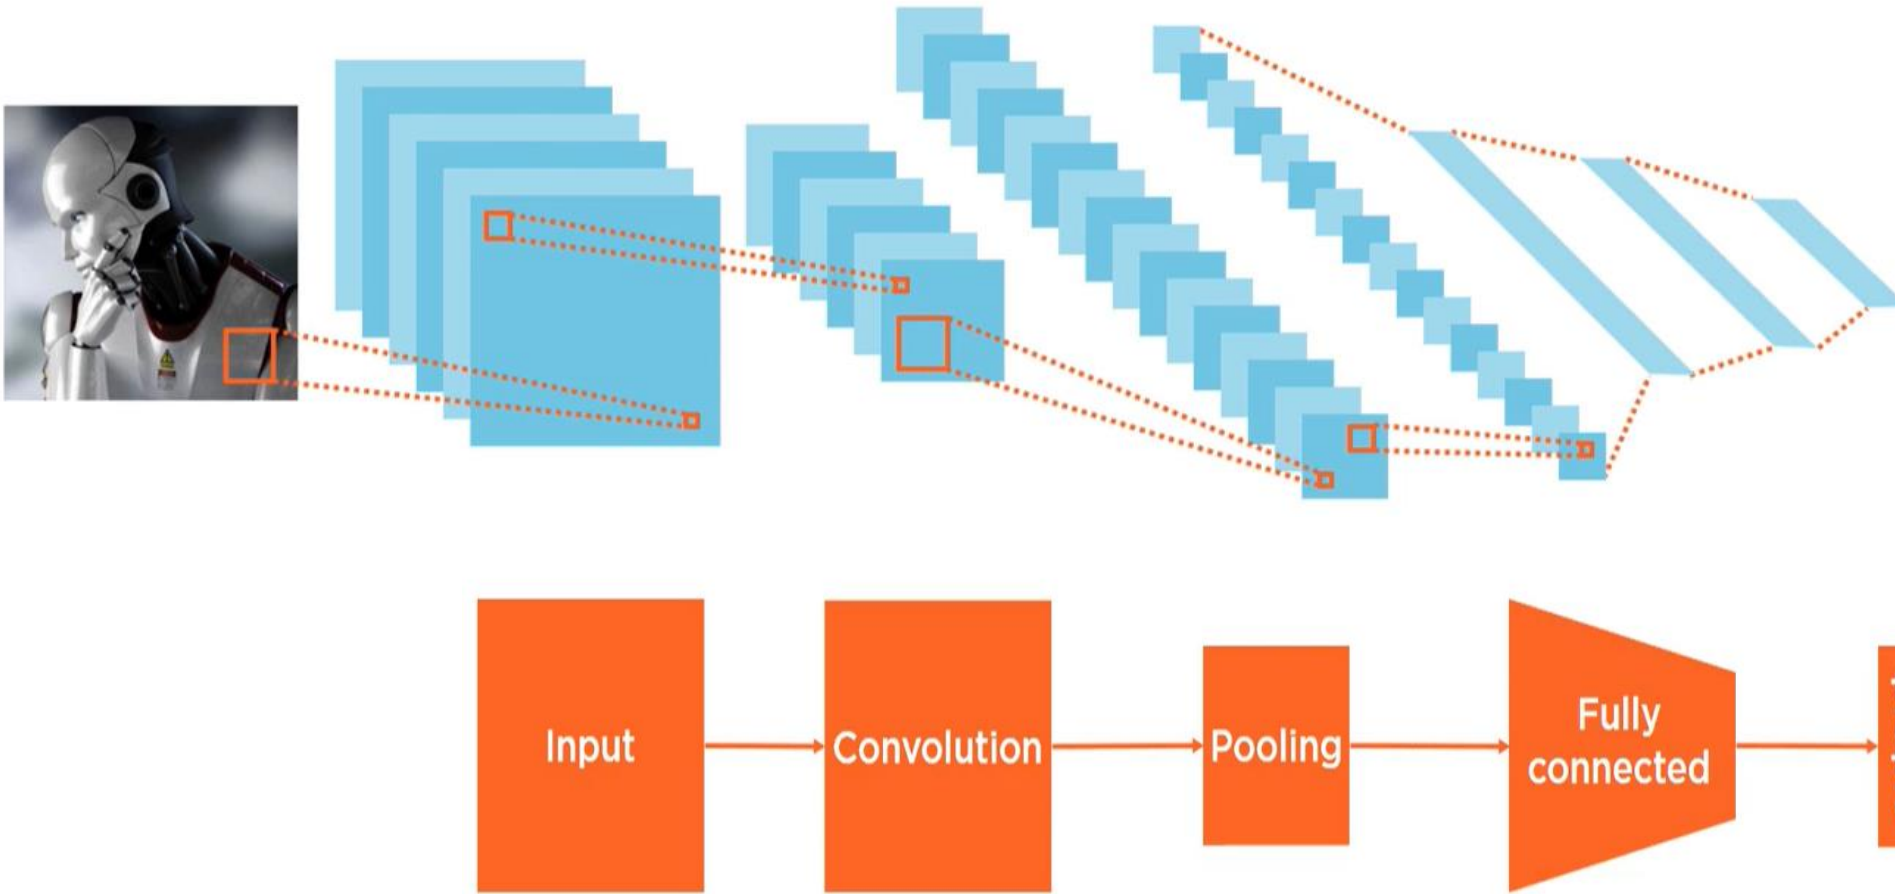 Input
Convolution
Pooling
Fully
connected